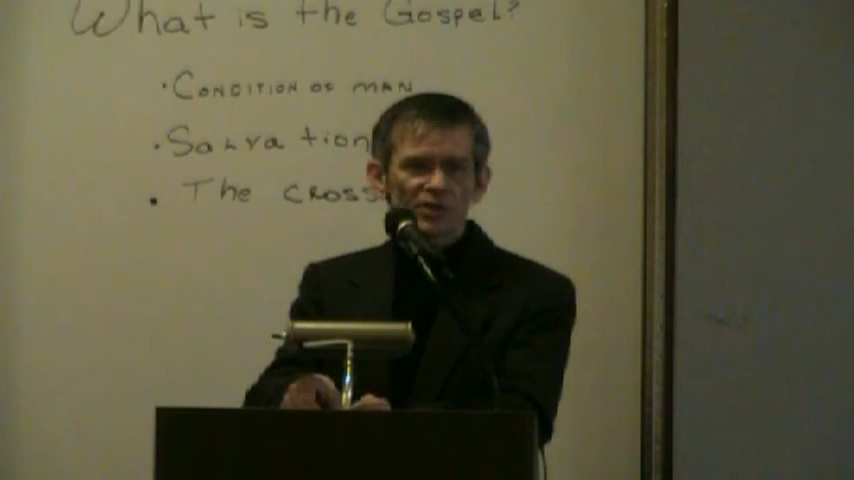 What is the Gospel?
• Condition of man
• Salvation
• The cross